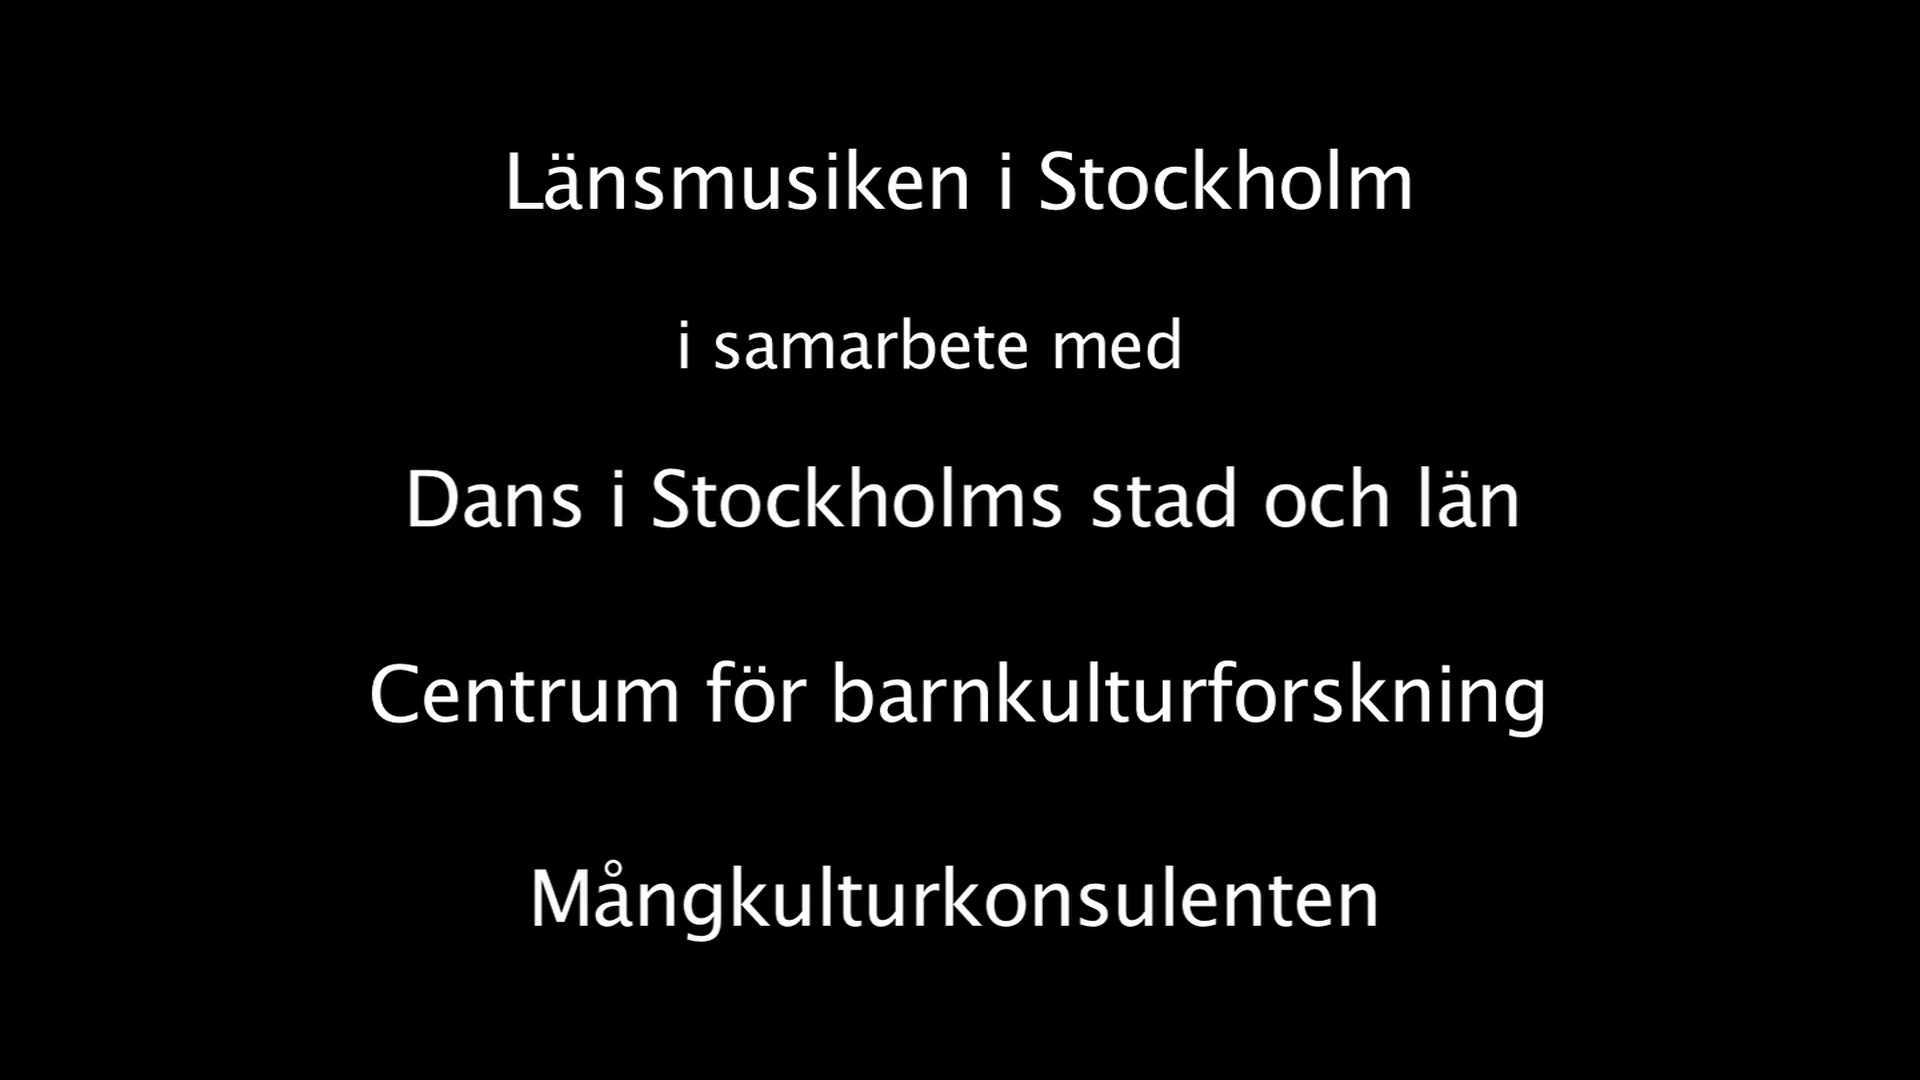 Länsmusiken i Stockholm
i samarbete med
Dans i Stockholms stad och län
Centrum för barnkulturforskning
Mångkulturkonsulenten